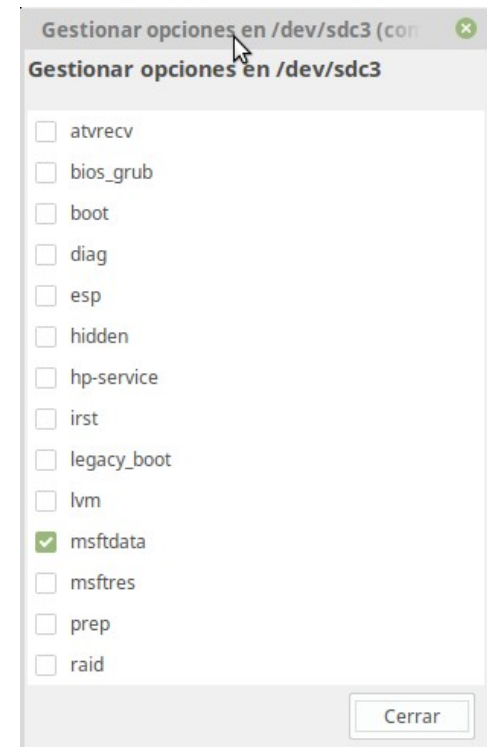 Gestionar opciones en /dev/sdc3 (con
Gestionar opciones en /dev/sdc3
atvrecv
bios_grub
boot
diag
esp
hidden
hp-service
irst
legacy_boot
lvm
msftdata
msftres
prep
raid
Cerrar